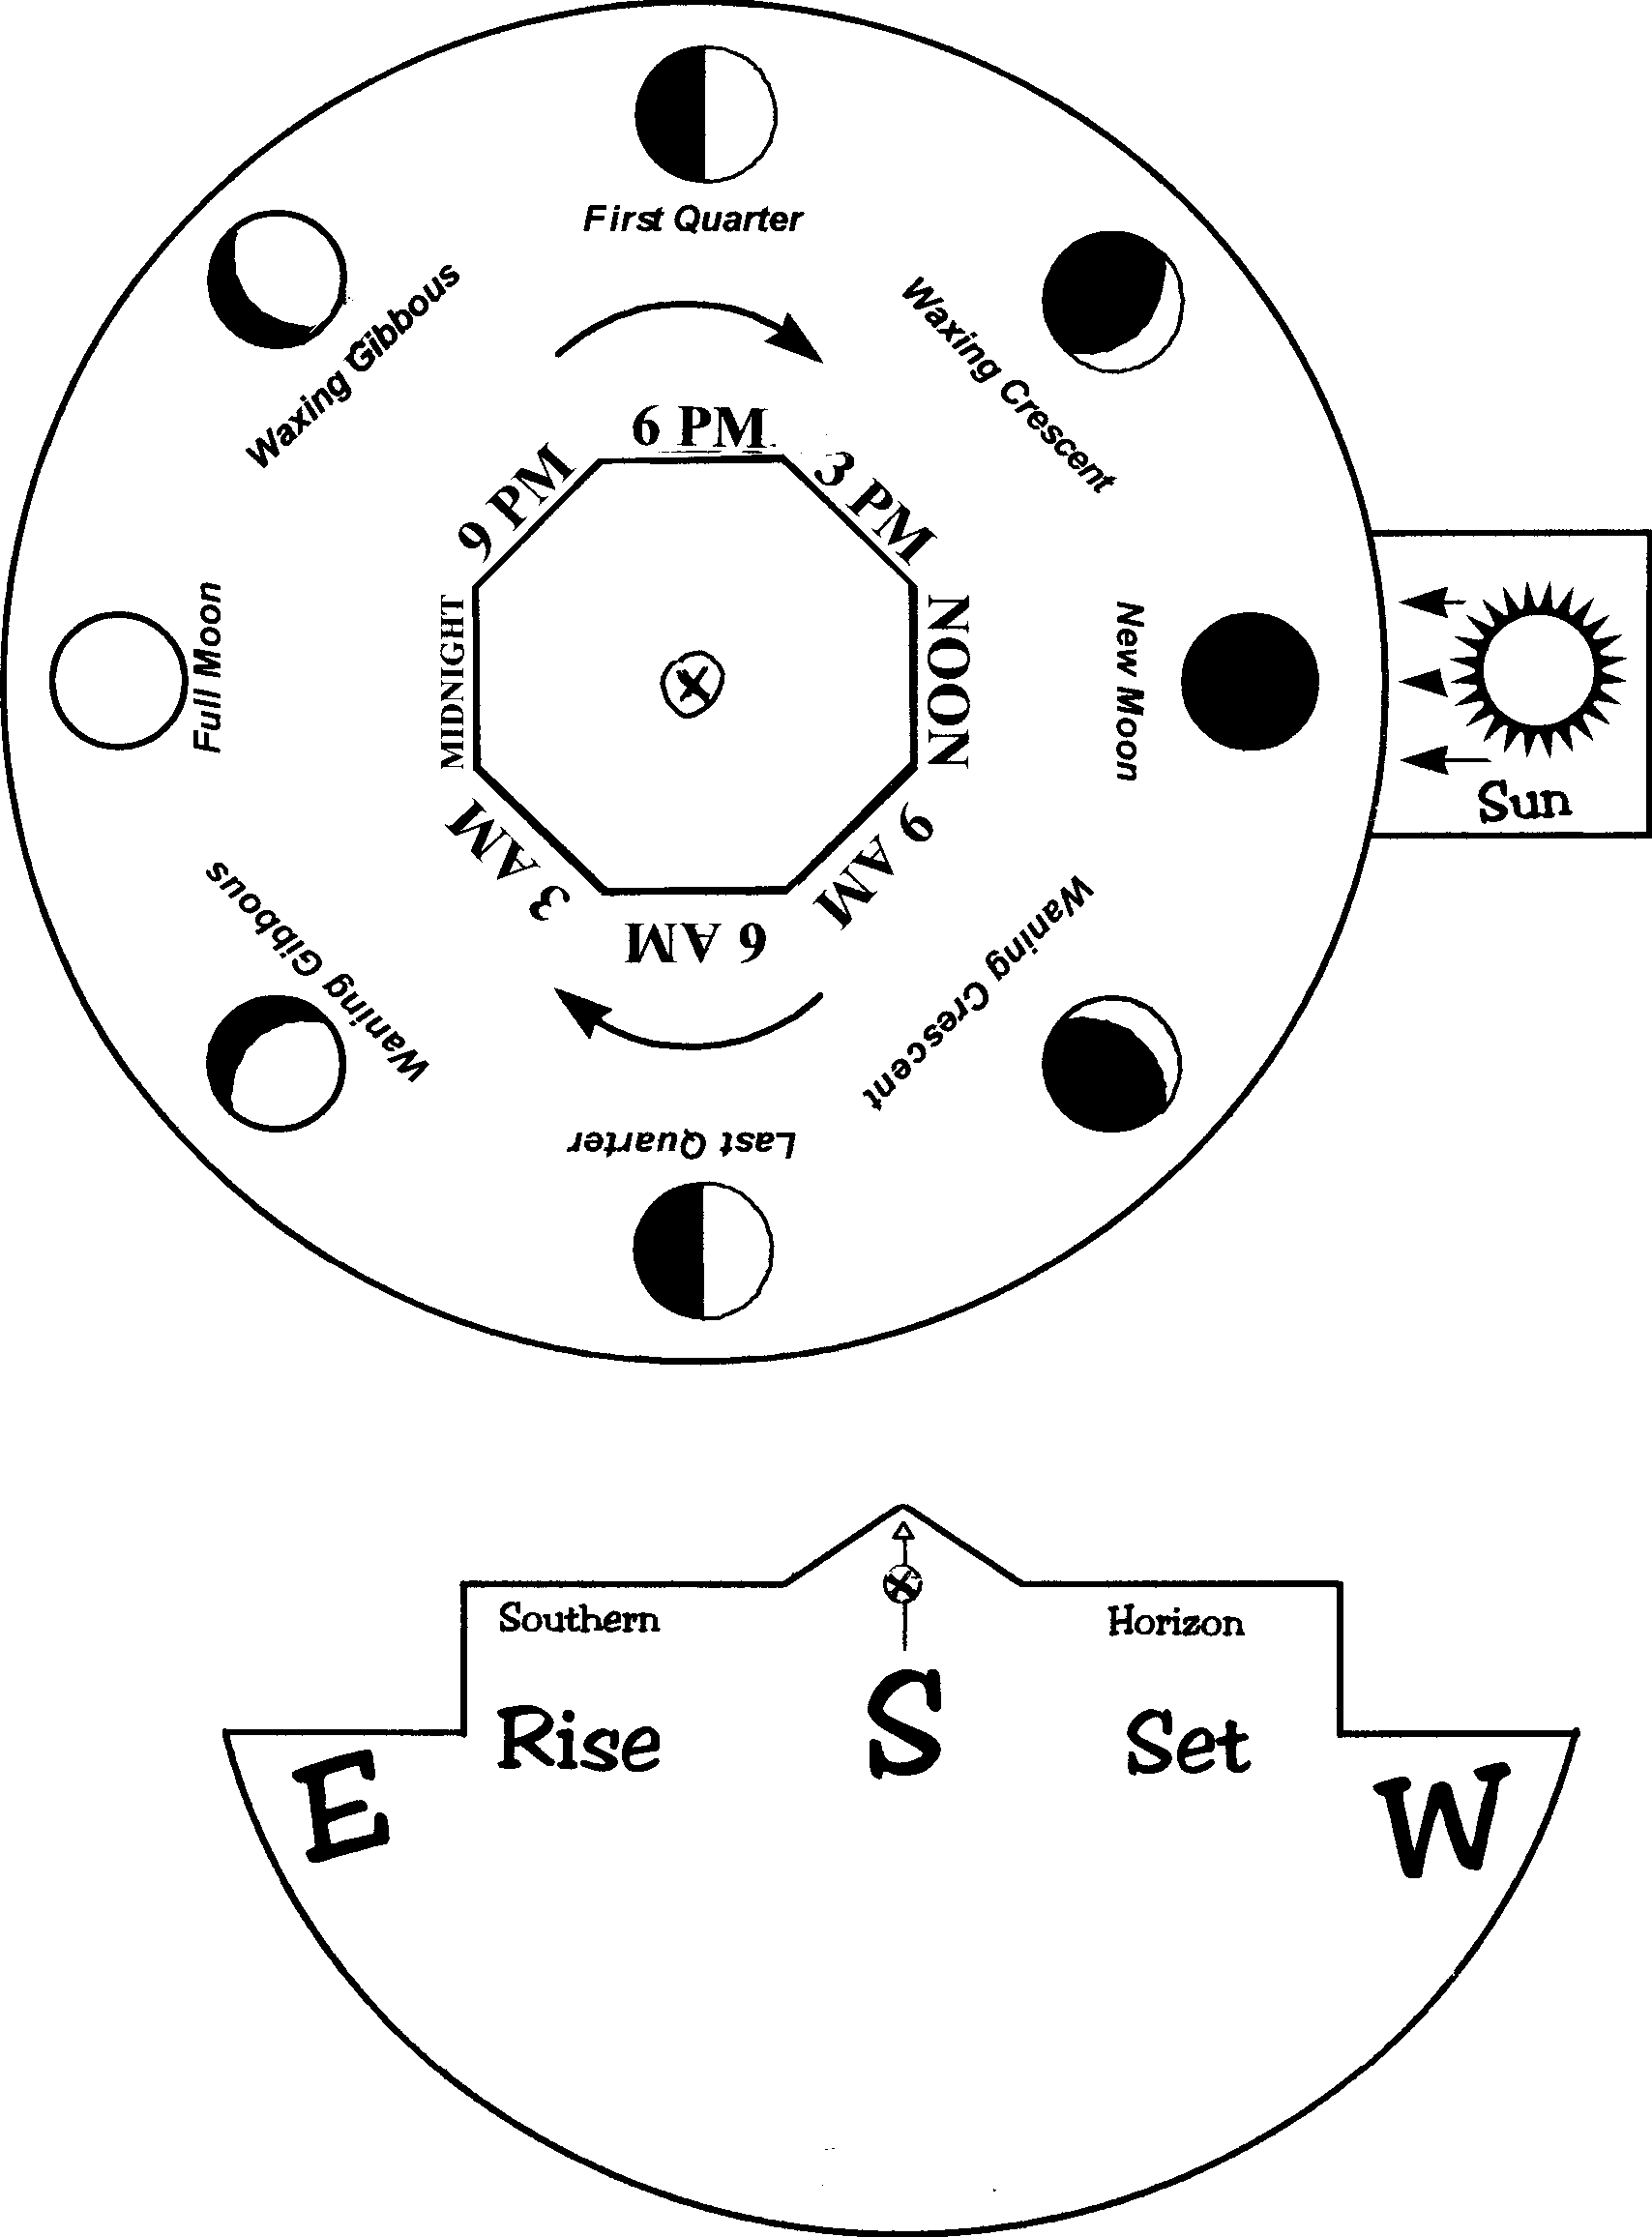 First Quarter
Waxing Gibbous
Waxing Crescent
6 PM
9 PM
3 PM
Full Moon
MIDNIGHT
NOON
New Moon
Sun
3 AM
9 AM
6 AM
Waning Gibbous
Waning Crescent
Last Quarter
Southern
Horizon
Rise
S
Set
E
W